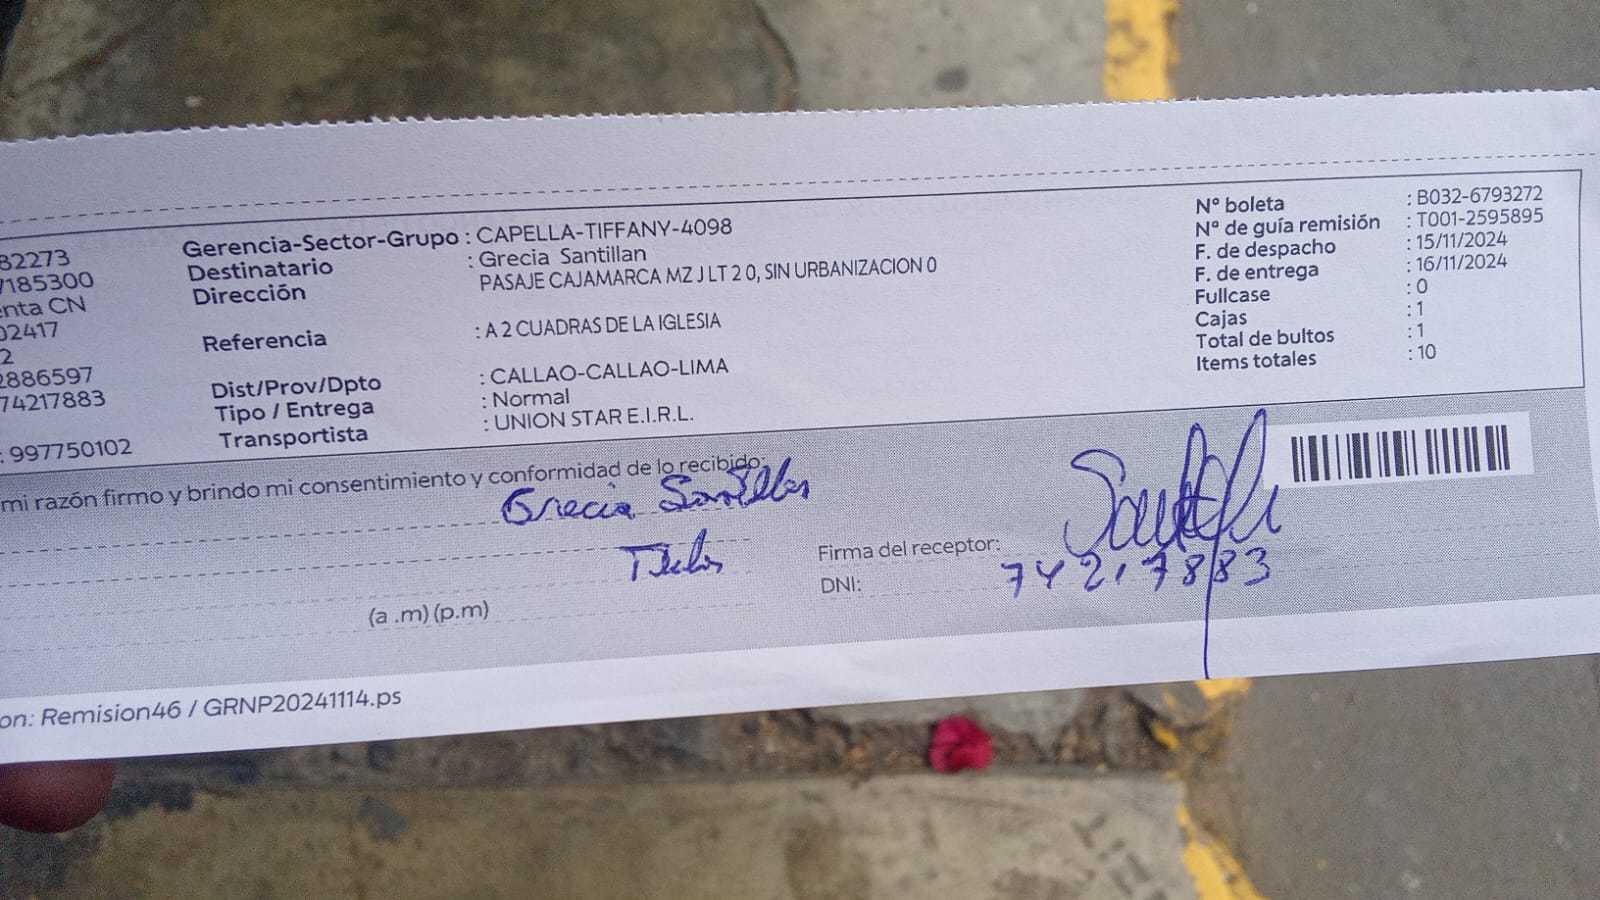 82273
7185300
enta CN
02417
2
2886597
74217883
: 997750102
Gerencia-Sector-Grupo : CAPELLA-TIFFANY-4098
Destinatario : Grecia Santillan
Dirección PASAJE CAJAMARCA MZ J LT 2 0, SIN URBANIZACION 0
Referencia : A 2 CUADRAS DE LA IGLESIA
Dist/Prov/Dpto : CALLAO-CALLAO-LIMA
Tipo / Entrega : Normal
Transportista : UNION STAR E.I.R.L.
N° boleta : B032-6793272
N° de guía remisión : T001-2595895
F. de despacho : 15/11/2024
F. de entrega : 16/11/2024
Fullcase : 0
Cajas : 1
Total de bultos : 1
Items totales : 10
mi razón firmo y brindo mi consentimiento y conformidad de lo recibido:
Grecia Santillan
Firma del receptor:
DNI: 74217883
(a .m) (p.m)
on: Remision46 / GRNP20241114.ps